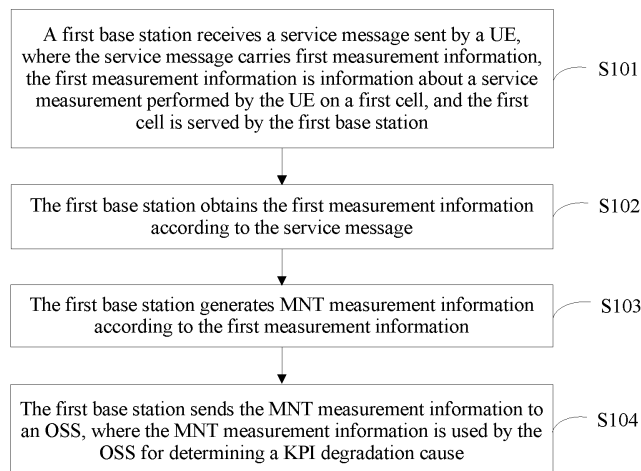 A first base station receives a service message sent by a UE,
where the service message carries first measurement information,
the first measurement information is information about a service
measurement performed by the UE on a first cell, and the first
cell is served by the first base station
S101
The first base station obtains the first measurement information
according to the service message
S102
The first base station generates MNT measurement information
according to the first measurement information
S103
The first base station sends the MNT measurement information to
an OSS, where the MNT measurement information is used by the
OSS for determining a KPI degradation cause
S104